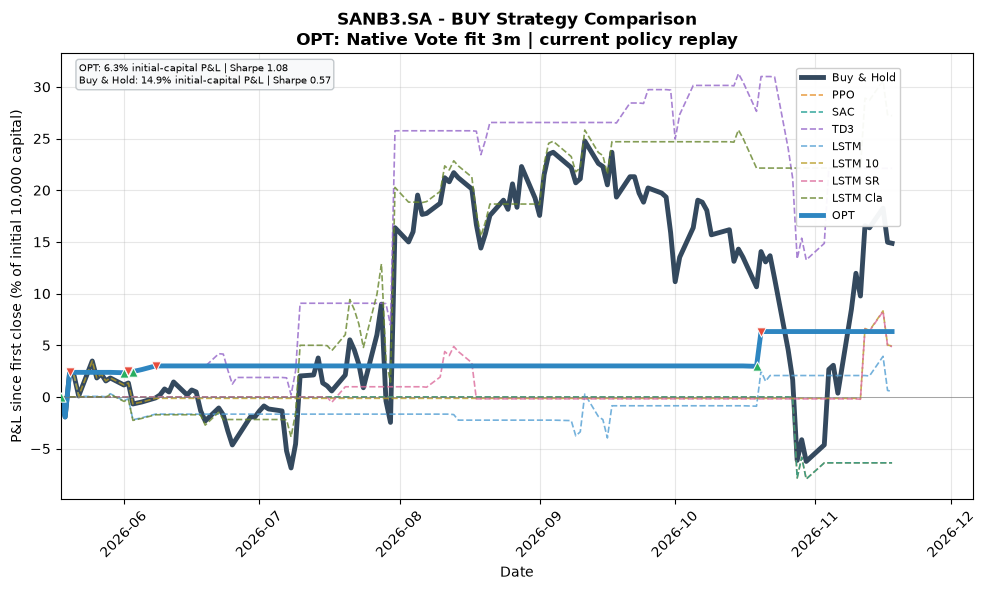 SANB3.SA - BUY Strategy Comparison
OPT: Native Vote fit 3m | current policy replay
OPT: 6.3% initial-capital P&L | Sharpe 1.08
Buy & Hold: 14.9% initial-capital P&L | Sharpe 0.57
Buy & Hold
PPO
SAC
TD3
LSTM
LSTM 10
LSTM SR
LSTM Cla
OPT
P&L since first close (% of initial 10,000 capital)
30
25
20
15
10
5
0
−5
2026-06
2026-07
2026-08
2026-09
2026-10
2026-11
2026-12
Date